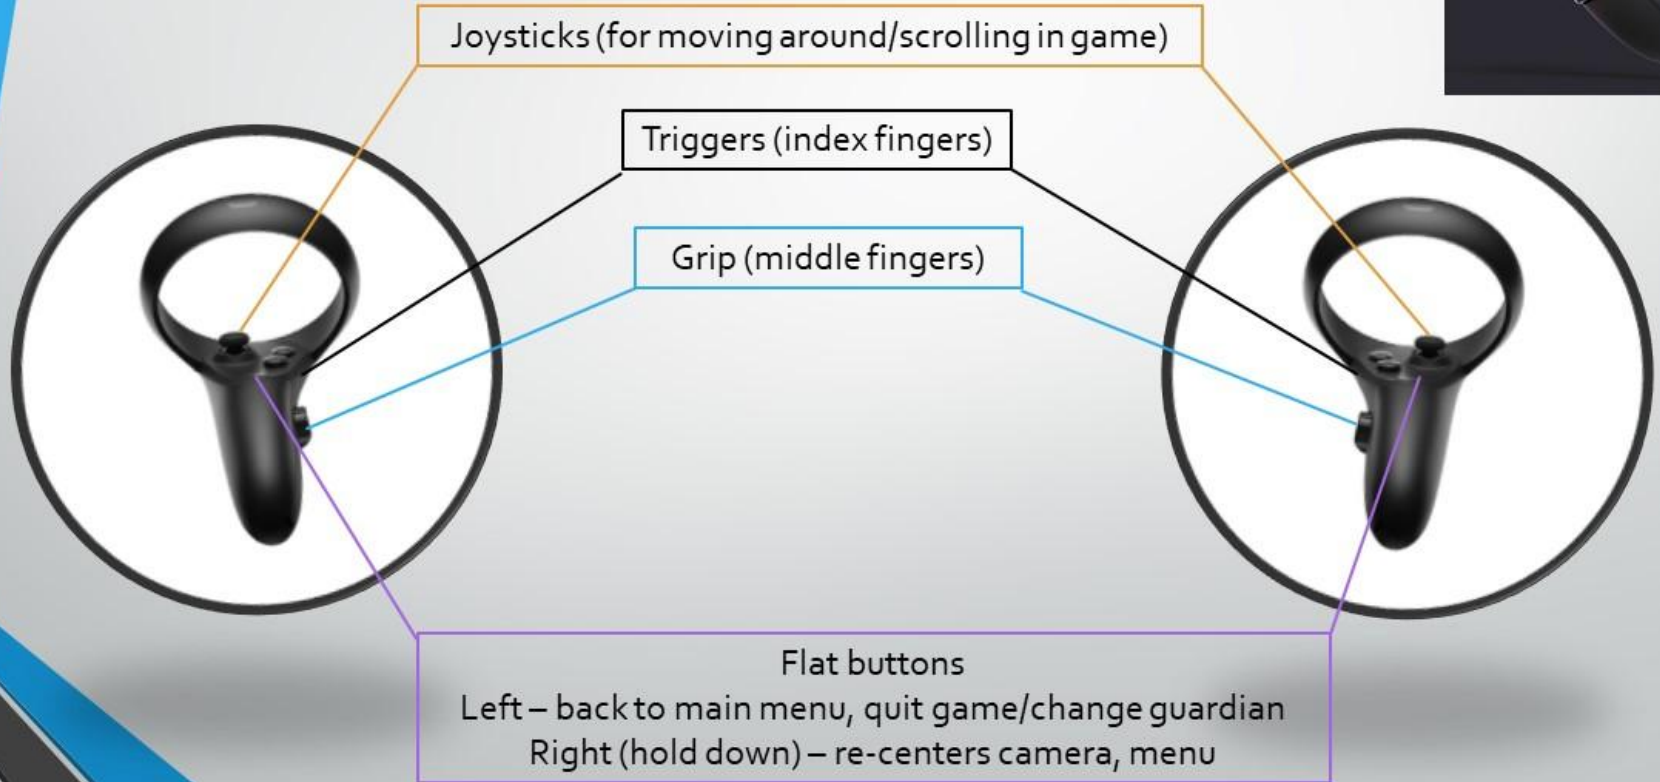 Joysticks (for moving around/scrolling in game)
Triggers (index fingers)
Grip (middle fingers)
Flat buttons
Left – back to main menu, quit game/change guardian
Right (hold down) – re-centers camera, menu